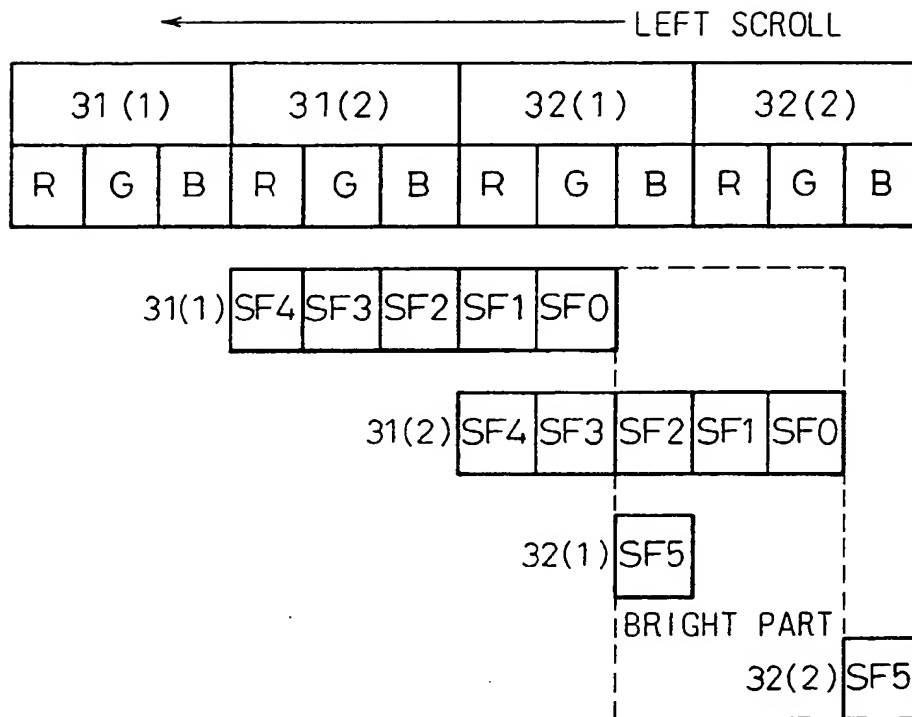 LEFT SCROLL
31(1) 31(2) 32(1) 32(2)
R G B R G B R G B R G B
31(1) SF4 SF3 SF2 SF1 SF0
31(2) SF4 SF3 SF2 SF1 SF0
32(1) SF5
BRIGHT PART
32(2) SF5